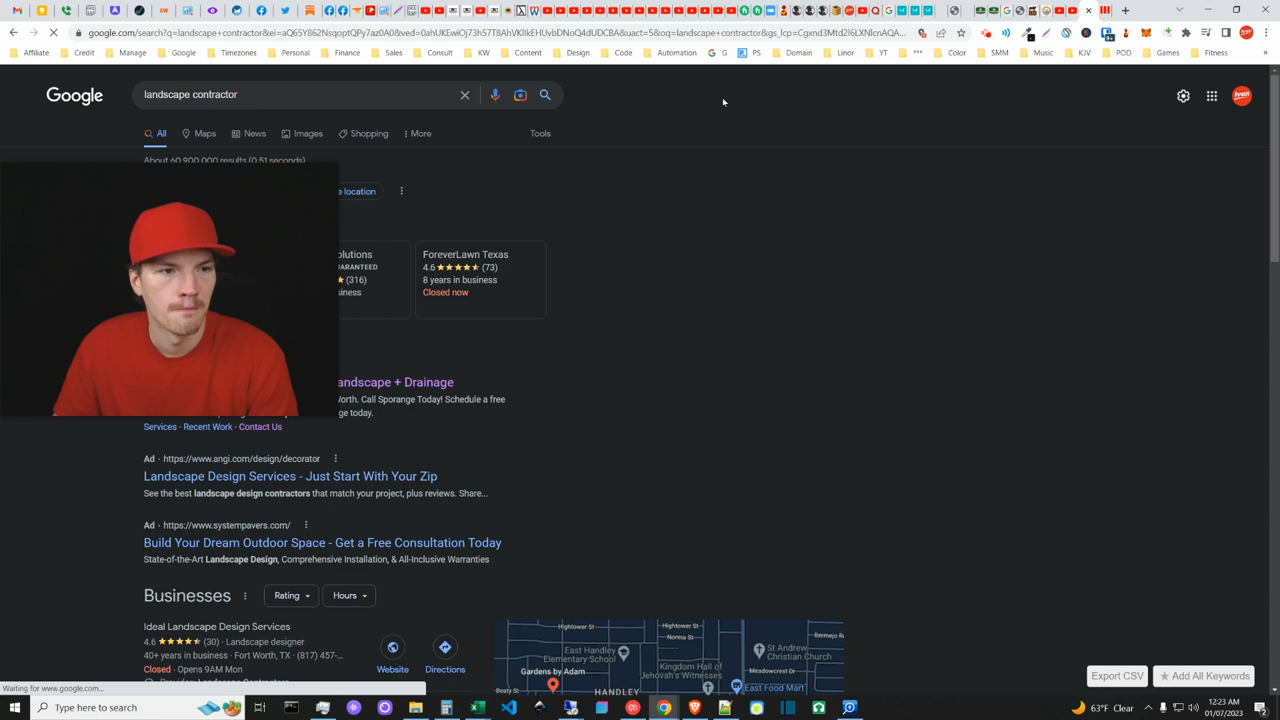 google.com/search?q=landscape+contractor&ei=
Affiliate Credit Manage Google Timezones Personal Finance Sales Consult KW Content Design Code Automation G PS Domain Linor YT *** Color SMM Music KJV POD Games Fitness
Google
landscape contractor
All Maps News Images Shopping More Tools
About 60,900,000 results (0.51 seconds)
e location
olutions
ARANTEED
(316)
siness
ForeverLawn Texas
4.6 (73)
8 years in business
Closed now
andscape + Drainage
Worth. Call Sporange Today! Schedule a free
ge today.
Services · Recent Work · Contact Us
Ad · https://www.angi.com/design/decorator
Landscape Design Services - Just Start With Your Zip
See the best landscape design contractors that match your project, plus reviews. Share...
Ad · https://www.systempavers.com/
Build Your Dream Outdoor Space - Get a Free Consultation Today
State-of-the-Art Landscape Design, Comprehensive Installation, & All-Inclusive Warranties
Businesses
Rating
Hours
Ideal Landscape Design Services
4.6 (30) · Landscape designer
40+ years in business · Fort Worth, TX · (817) 457-...
Closed · Opens 9AM Mon
Website
Directions
Hightower St
Hightower St
Norma St
East Handley
Elementary School
Gardens by Adam
Beaty St
HANDLEY
Kingdom Hall of
Jehovah's Witnesses
St Andrew
Christian Church
Meadowcrest Dr
East Food Mart
Export CSV
Add All Keywords
Waiting for www.google.com...
Type here to search
63°F Clear
12:23 AM
01/07/2023
2